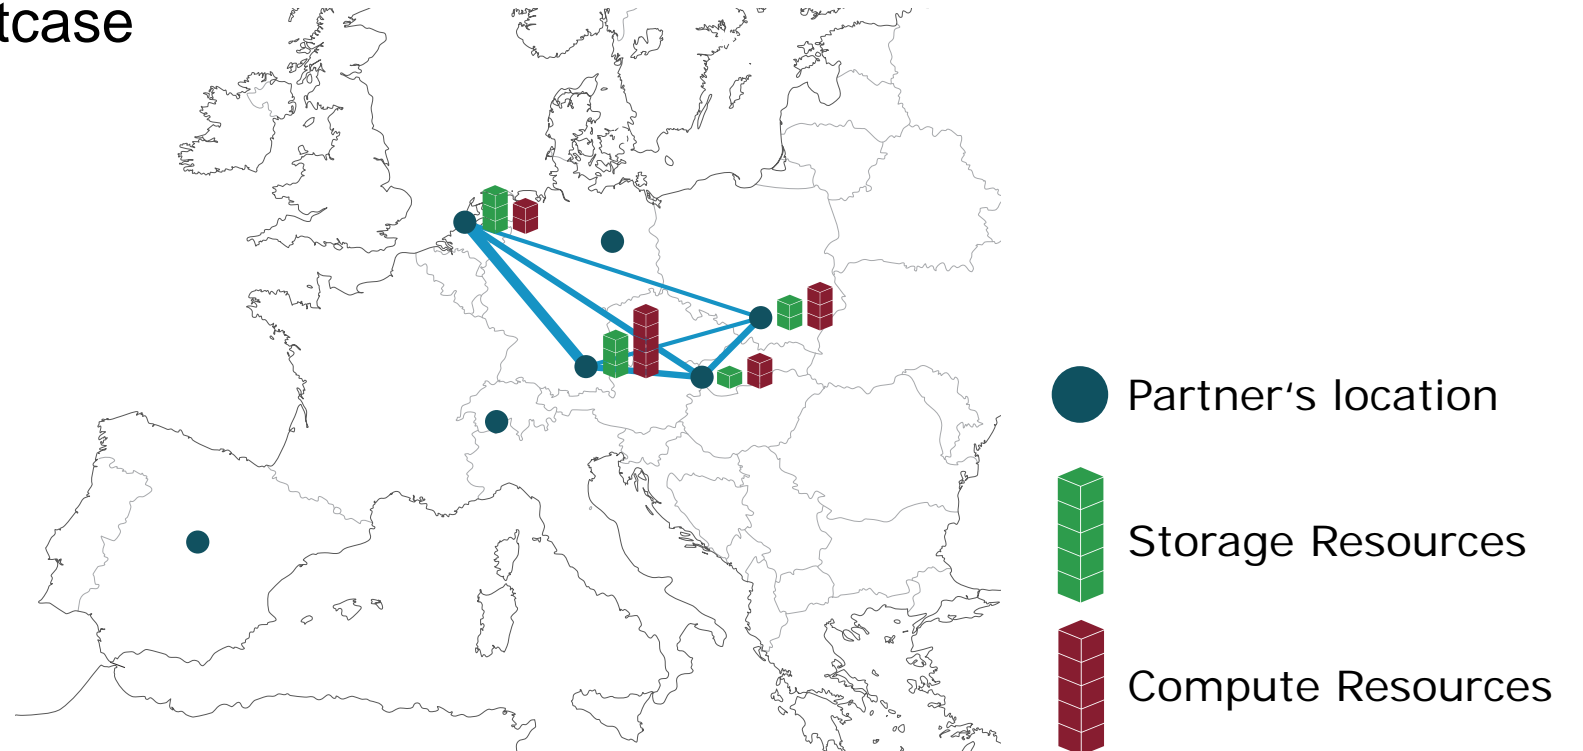 tcase
Partner‘s location
Storage Resources
Compute Resources